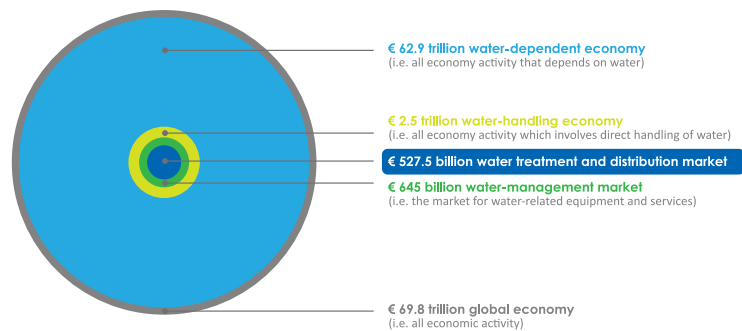 € 62.9 trillion water-dependent economy
(i.e. all economy activity that depends on water)
€ 2.5 trillion water-handling economy
(i.e. all economy activity which involves direct handling of water)
€ 527.5 billion water treatment and distribution market
€ 645 billion water-management market
(i.e. the market for water-related equipment and services)
€ 69.8 trillion global economy
(i.e. all economic activity)